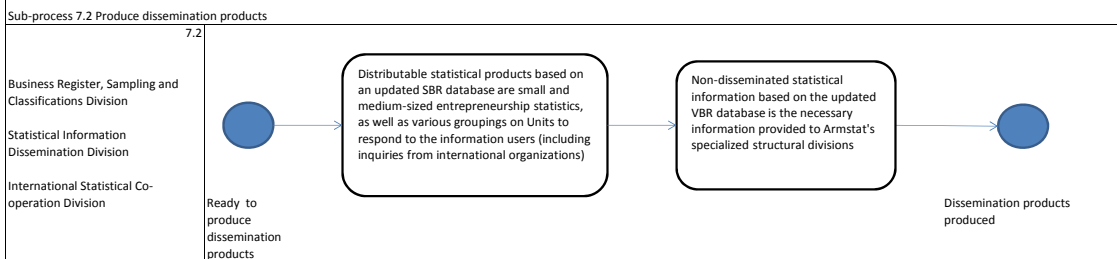 Sub-process 7.2 Produce dissemination products
7.2
Business Register, Sampling and
Classifications Division
Statistical Information
Dissemination Division
International Statistical Co-
operation Division
Ready to
produce
dissemination
products
Distributable statistical products based on
an updated SBR database are small and
medium-sized entrepreneurship statistics,
as well as various groupings on Units to
respond to the information users (including
inquiries from international organizations)
Non-disseminated statistical
information based on the updated
VBR database is the necessary
information provided to Armstat's
specialized structural divisions
Dissemination products
produced